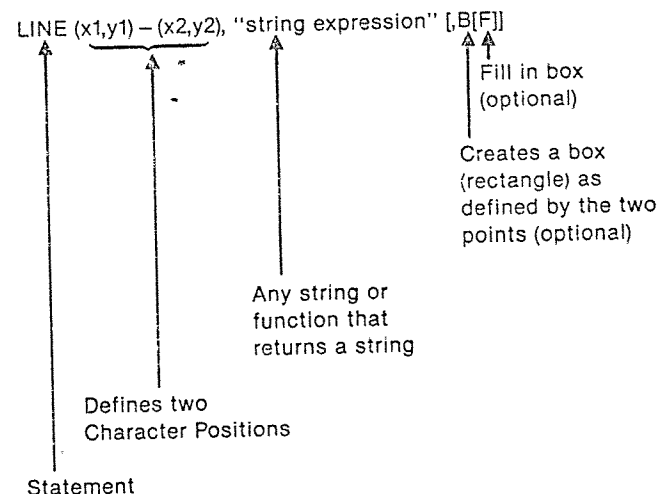 LINE (x1,y1) – (x2,y2), “string expression” [,B[F]]
Fill in box
(optional)
Creates a box
(rectangle) as
defined by the two
points (optional)
Any string or
function that
returns a string
Defines two
Character Positions
Statement